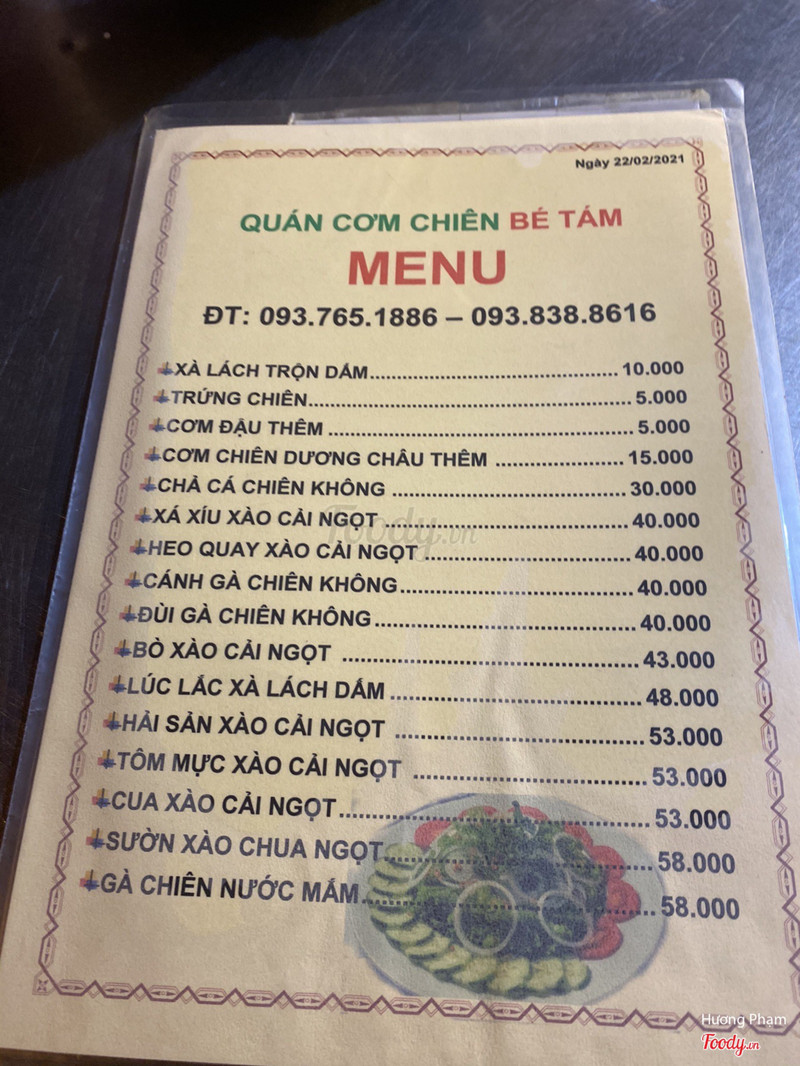 Ngày 22/02/2021
QUÁN CƠM CHIÊN BÉ TÁM
MENU
ĐT: 093.765.1886 – 093.838.8616
XÀ LÁCH TRỘN DẤM 10.000
TRỨNG CHIÊN 5.000
CƠM ĐẬU THÊM 5.000
CƠM CHIÊN DƯƠNG CHÂU THÊM 15.000
CHẢ CÁ CHIÊN KHÔNG 30.000
XÁ XÍU XÀO CẢI NGỌT 40.000
HEO QUAY XÀO CẢI NGỌT 40.000
CÁNH GÀ CHIÊN KHÔNG 40.000
ĐÙI GÀ CHIÊN KHÔNG 40.000
BÒ XÀO CẢI NGỌT 43.000
LÚC LẮC XÀ LÁCH DẤM 48.000
HẢI SẢN XÀO CẢI NGỌT 53.000
TÔM MỰC XÀO CẢI NGỌT 53.000
CUA XÀO CẢI NGỌT 53.000
SƯỜN XÀO CHUA NGỌT 58.000
GÀ CHIÊN NƯỚC MẮM 58.000
Foody.vn
Hương Phạm
Foody.vn